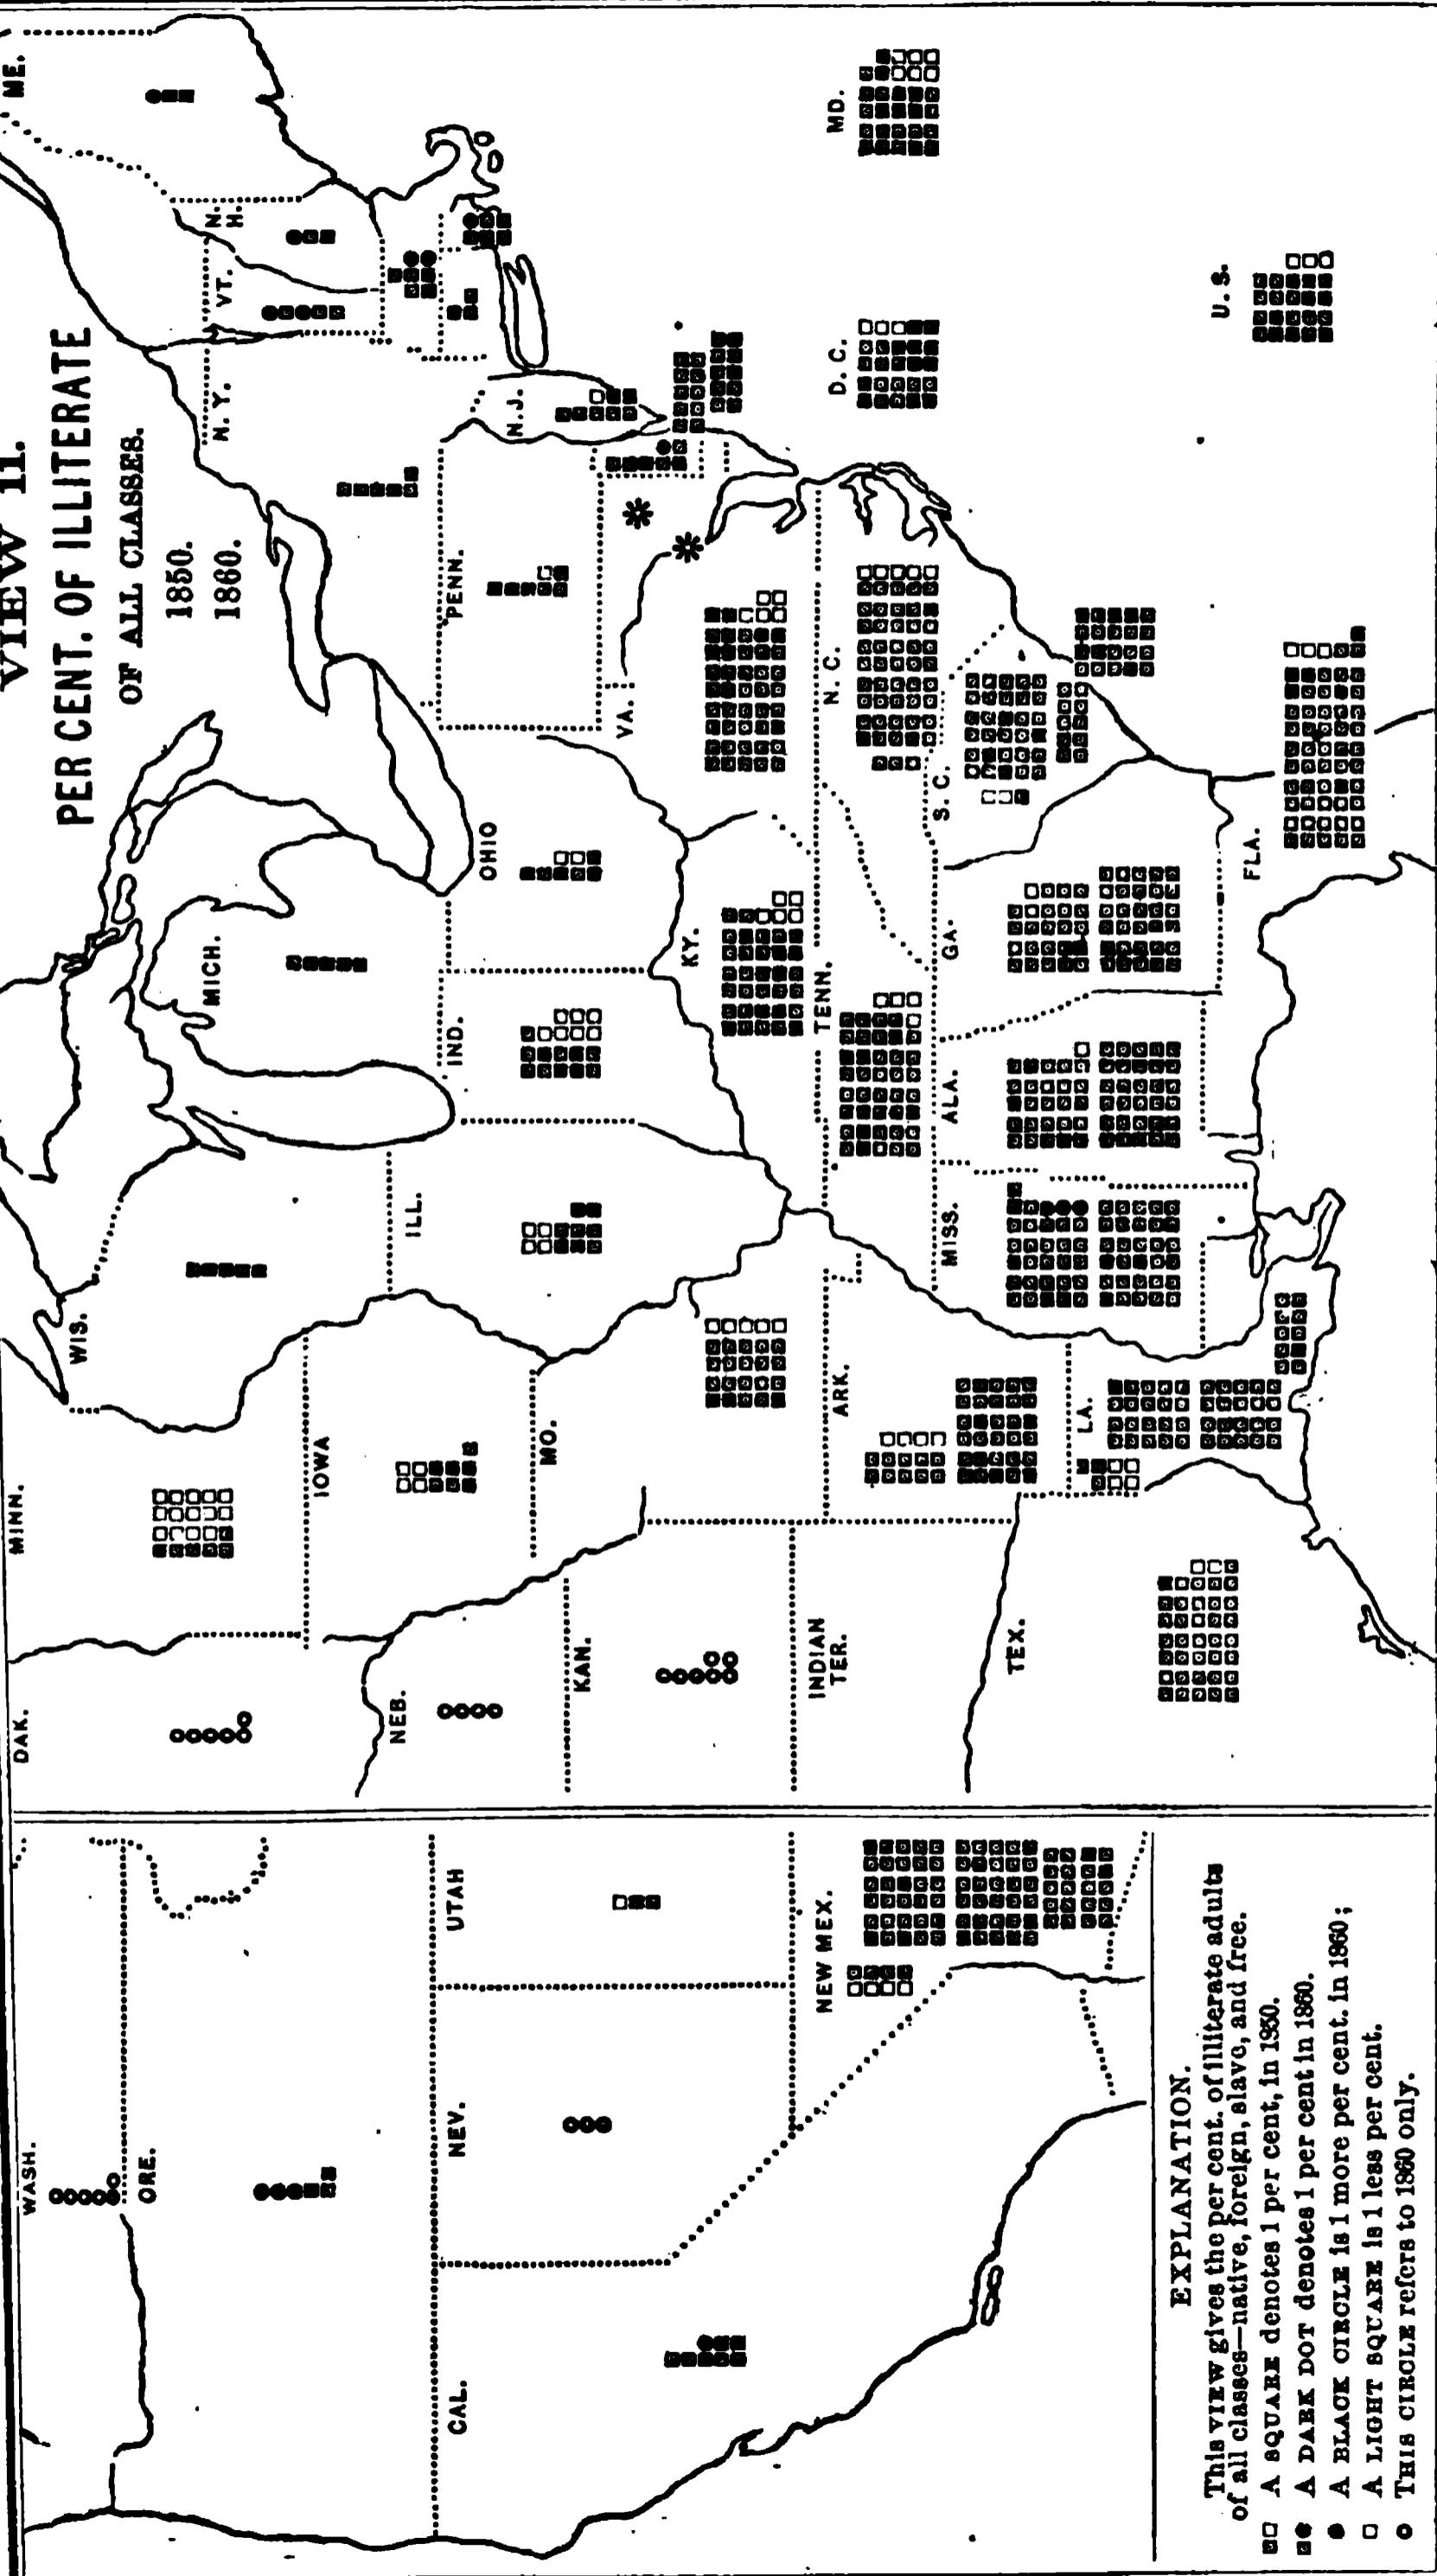 VIEW 11.
PER CENT. OF ILLITERATE
OF ALL CLASSES.
1850.
1860.
WASH.
ORE.
CAL.
NEV.
UTAH
NEW MEX.
DAK.
NEB.
KAN.
INDIAN
TER.
TEX.
MINN.
IOWA
MO.
ARK.
LA.
WIS.
ILL.
MISS.
MICH.
IND.
OHIO
KY.
TENN.
ALA.
GA.
FLA.
S. C.
N. C.
VA.
PENN.
N. Y.
N. J.
VT.
N.
H.
ME.
MD.
D. C.
U. S.
EXPLANATION.
This VIEW gives the per cent. of illiterate adults
of all classes—native, foreign, slave, and free.
A SQUARE denotes 1 per cent, in 1850.
A DARK DOT denotes 1 per cent in 1860.
A BLACK CIRCLE is 1 more per cent. in 1860;
A LIGHT SQUARE is 1 less per cent.
THIS CIRCLE refers to 1860 only.